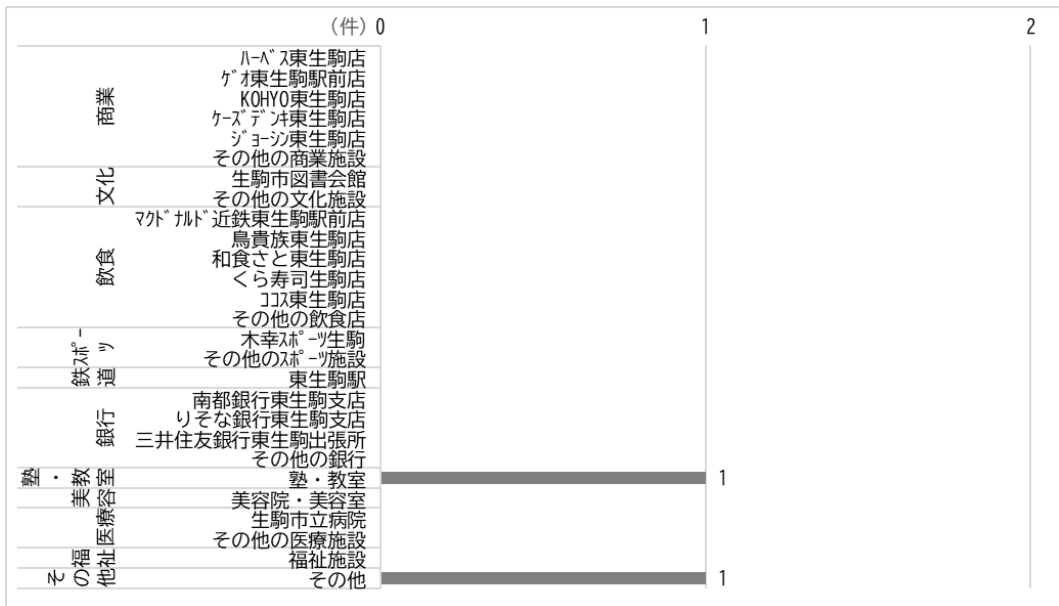 (件) 0 1 2
商業
ﾊｰﾍﾞｽ東生駒店
ｹﾞｵ東生駒駅前店
KOHYO東生駒店
ｹｰｽﾞﾃﾞﾝｷ東生駒店
ｼﾞｮｰｼﾝ東生駒店
その他の商業施設
文化
生駒市図書会館
その他の文化施設
飲食
ﾏｸﾄﾞﾅﾙﾄﾞ近鉄東生駒駅前店
鳥貴族東生駒店
和食さと東生駒店
くら寿司生駒店
ｺｺｽ東生駒店
その他の飲食店
ｽﾎﾟｰツ
木幸ｽﾎﾟｰﾂ生駒
その他のｽﾎﾟｰﾂ施設
鉄道
東生駒駅
銀行
南都銀行東生駒支店
りそな銀行東生駒支店
三井住友銀行東生駒出張所
その他の銀行
塾・教室
塾・教室 1
美容室
美容院・美容室
医療
生駒市立病院
その他の医療施設
福祉
福祉施設
その他
その他 1